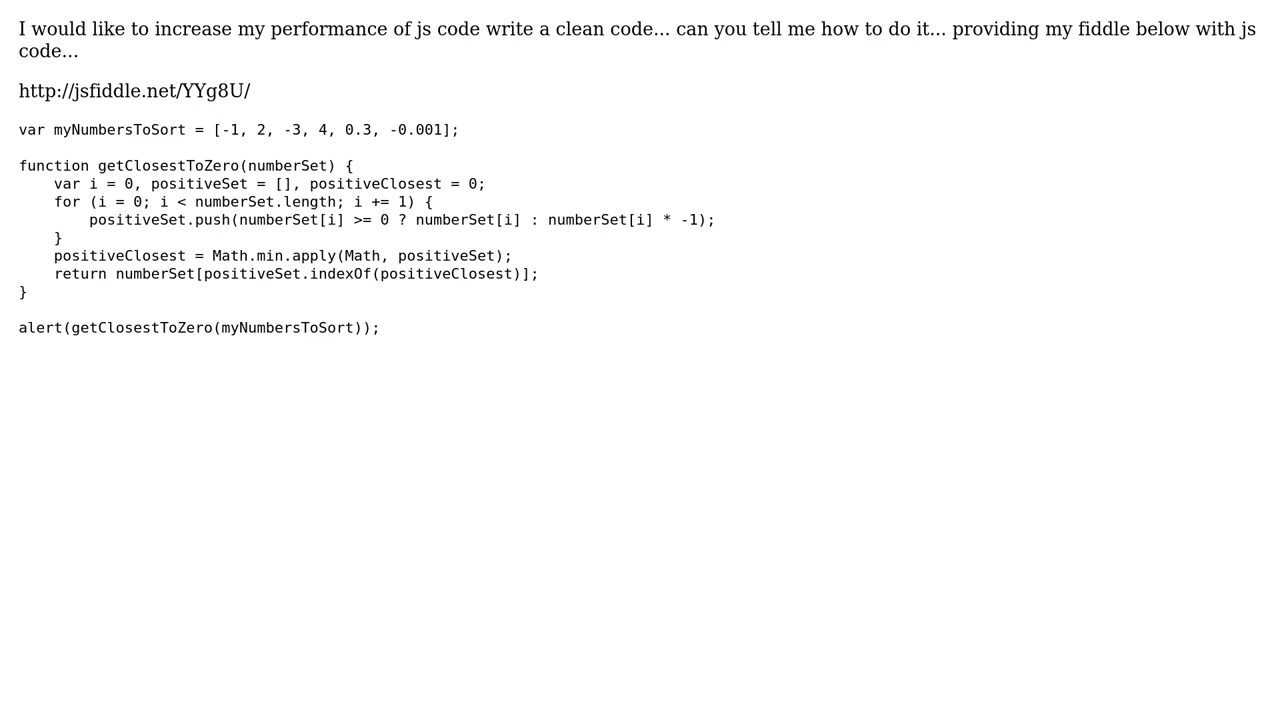 I would like to increase my performance of js code write a clean code... can you tell me how to do it... providing my fiddle below with js
code...
http://jsfiddle.net/YYg8U/
var myNumbersToSort = [-1, 2, -3, 4, 0.3, -0.001];
function getClosestToZero(numberSet) {
    var i = 0, positiveSet = [], positiveClosest = 0;
    for (i = 0; i < numberSet.length; i += 1) {
        positiveSet.push(numberSet[i] >= 0 ? numberSet[i] : numberSet[i] * -1);
    }
    positiveClosest = Math.min.apply(Math, positiveSet);
    return numberSet[positiveSet.indexOf(positiveClosest)];
}
alert(getClosestToZero(myNumbersToSort));